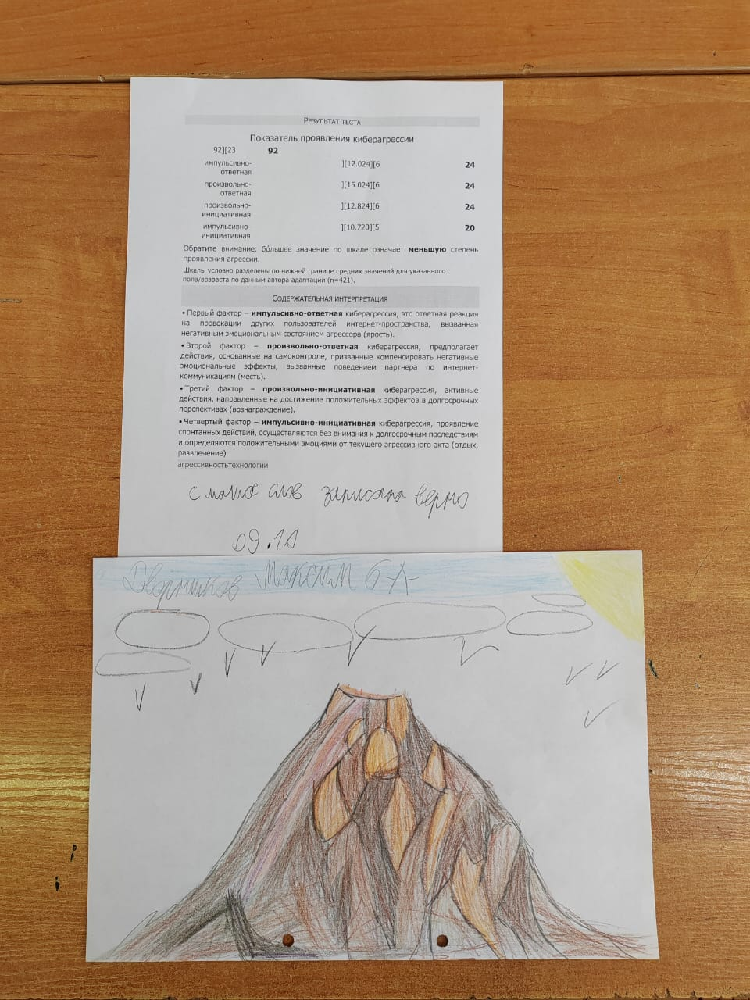 РЕЗУЛЬТАТ ТЕСТА
Показатель проявления киберагрессии
92][23 92
импульсивно-
ответная ][12.024][6 24
произвольно-
ответная ][15.024][6 24
произвольно-
инициативная ][12.824][6 24
импульсивно-
инициативная ][10.720][5 20
Обратите внимание: бо́льшее значение по шкале означает меньшую степень
проявления агрессии.
Шкалы условно разделены по нижней границе средних значений для указанного
пола/возраста по данным автора адаптации (n=421).
СОДЕРЖАТЕЛЬНАЯ ИНТЕРПРЕТАЦИЯ
• Первый фактор – импульсивно-ответная киберагрессия, это ответная реакция
на провокации других пользователей интернет-пространства, вызванная
негативным эмоциональным состоянием агрессора (ярость).
• Второй фактор – произвольно-ответная киберагрессия, предполагает
действия, основанные на самоконтроле, призванные компенсировать негативные
эмоциональные эффекты, вызванные поведением партнера по интернет-
коммуникациям (месть).
• Третий фактор – произвольно-инициативная киберагрессия, активные
действия, направленные на достижение положительных эффектов в долгосрочных
перспективах (вознаграждение).
• Четвертый фактор – импульсивно-инициативная киберагрессия, проявление
спонтанных действий, осуществляются без внимания к долгосрочным последствиям
и определяются положительными эмоциями от текущего агрессивного акта (отдых,
развлечение).
агрессивностьтехнологии
С слов записано верно
09.10
Дворников Максим 6 А